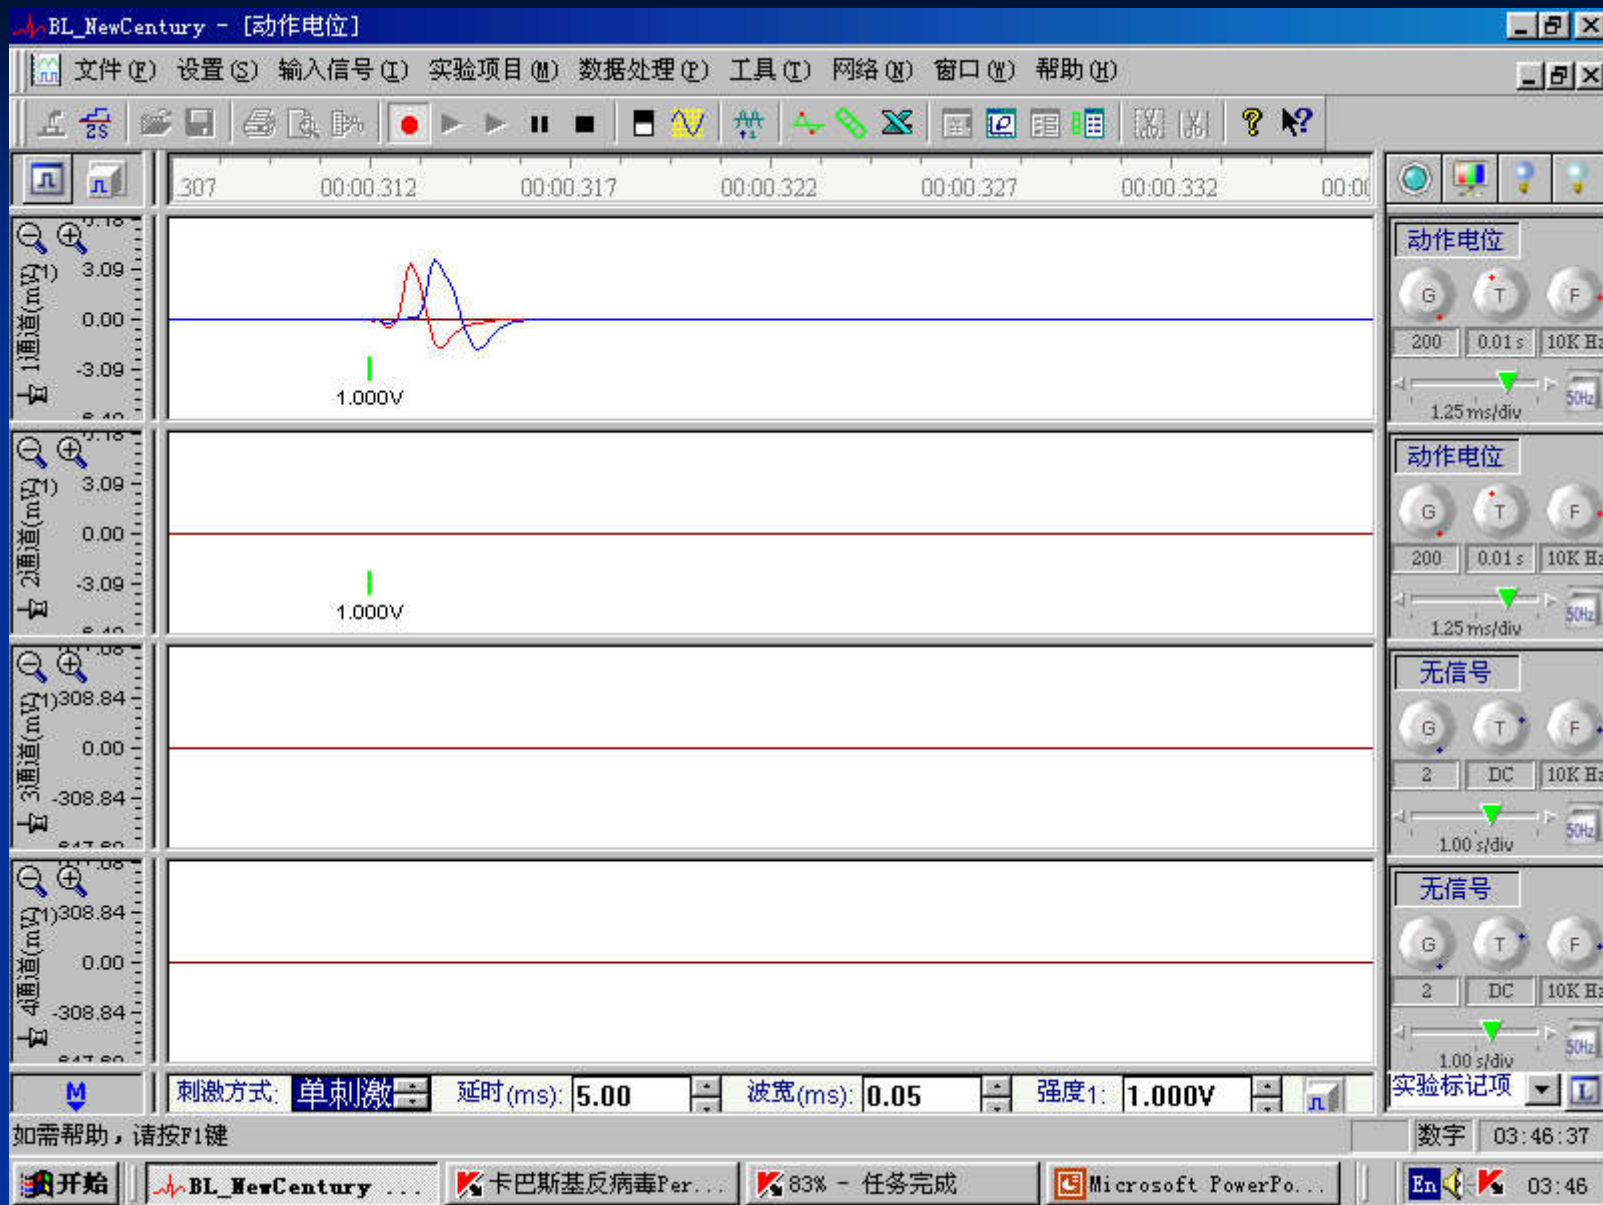 BL_NewCentury - [动作电位]
文件(F) 设置(S) 输入信号(I) 实验项目(M) 数据处理(P) 工具(T) 网络(N) 窗口(W) 帮助(H)
2S
.307 00:00.312 00:00.317 00:00.322 00:00.327 00:00.332 00:00
1通道(mV)
3.09
0.00
-3.09
1.000V
动作电位
G T F
200 0.01 s 10K Hz
50Hz
1.25 ms/div
2通道(mV)
3.09
0.00
-3.09
1.000V
动作电位
G T F
200 0.01 s 10K Hz
50Hz
1.25 ms/div
3通道(mV)
308.84
0.00
-308.84
无信号
G T F
2 DC 10K Hz
50Hz
1.00 s/div
4通道(mV)
308.84
0.00
-308.84
无信号
G T F
2 DC 10K Hz
50Hz
1.00 s/div
M 刺激方式: 单刺激 延时(ms): 5.00 波宽(ms): 0.05 强度1: 1.000V 实验标记项 L
如需帮助，请按F1键 数字 03:46:37
开始 BL_NewCentury ... 卡巴斯基反病毒Per... 83% - 任务完成 Microsoft PowerPo... En 03:46